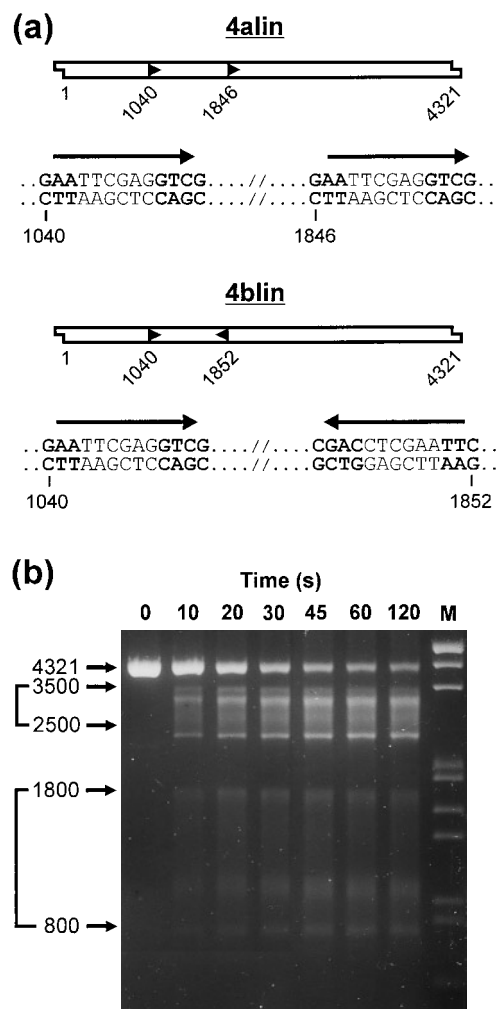 (a)
4alin
1 1040 1846 4321
..GAATTCGAGGTCG....//....GAATTCGAGGTCG..
..CTTAAGCTCCAGC....//....CTTAAGCTCCAGC..
1040 1846
4blin
1 1040 1852 4321
..GAATTCGAGGTCG....//....CGACCTCGAATTC..
..CTTAAGCTCCAGC....//....GCTGGAGCTTAAG..
1040 1852
(b)
Time (s)
0 10 20 30 45 60 120 M
4321
3500
2500
1800
800